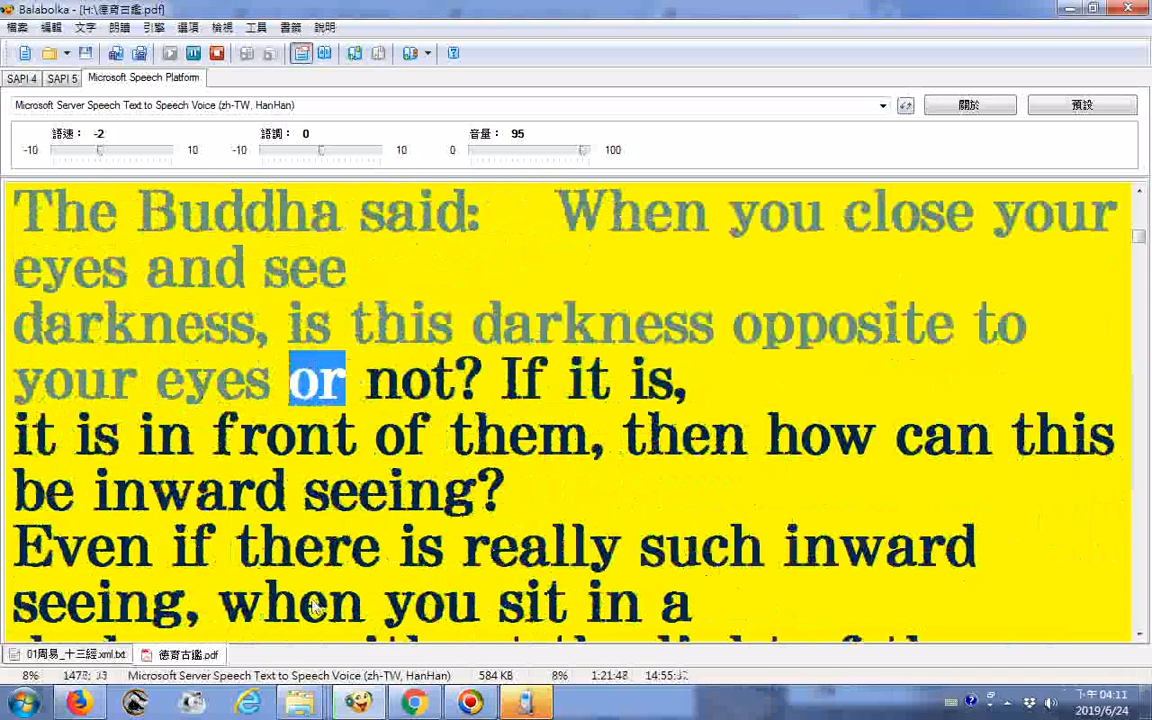 Balabolka - [H:\德育古鑑.pdf]
檔案 編輯 文字 朗讀 引擎 選項 檢視 工具 書籤 說明
SAPI 4 SAPI 5 Microsoft Speech Platform
Microsoft Server Speech Text to Speech Voice (zh-TW, HanHan) 關於 預設
語速： -2 語調： 0 音量： 95
-10 10 -10 10 0 100
The Buddha said: When you close your
eyes and see
darkness, is this darkness opposite to
your eyes or not? If it is,
it is in front of them, then how can this
be inward seeing?
Even if there is really such inward
seeing, when you sit in a
01周易_十三經.xml.txt 德育古鑑.pdf
8% Microsoft Server Speech Text to Speech Voice (zh-TW, HanHan) 584 KB 8% 1:21:48
下午 04:11
2019/6/24